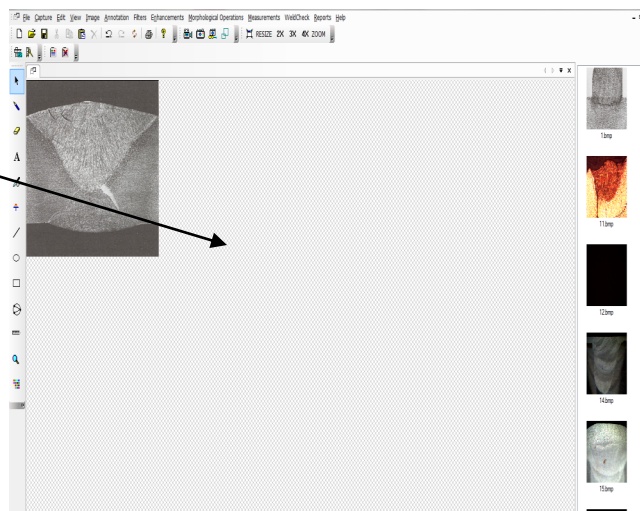 File Capture Edit View Image Annotation Filters Enhancements Morphological Operations Measurements WeldCheck Reports Help
RESIZE 2X 3X 4X ZOOM
A
1.bmp
11.bmp
12.bmp
14.bmp
15.bmp